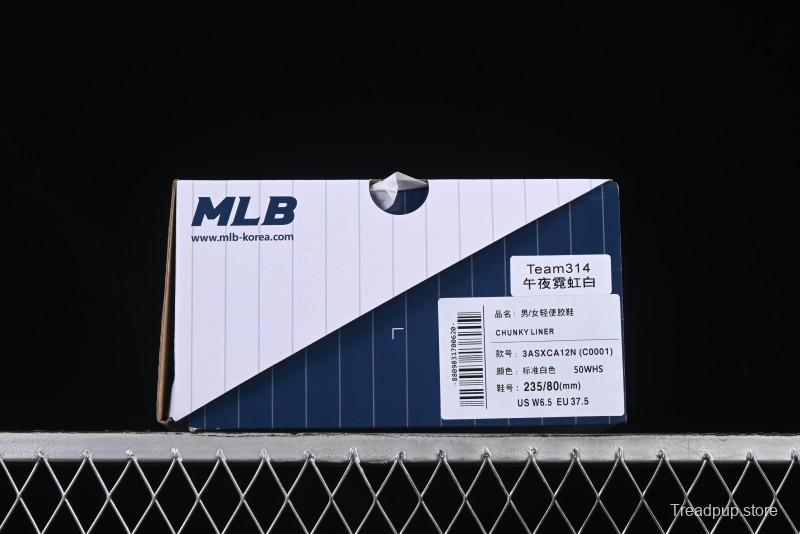 MLB
www.mlb-korea.com
Team314
午夜霓虹白
品名：男/女轻便胶鞋
CHUNKY LINER
款号：3ASXCA12N (C0001)
颜色：标准白色 50WHS
鞋号：235/80(mm)
US W6.5 EU 37.5
-8809831700620-
Treadpup.store